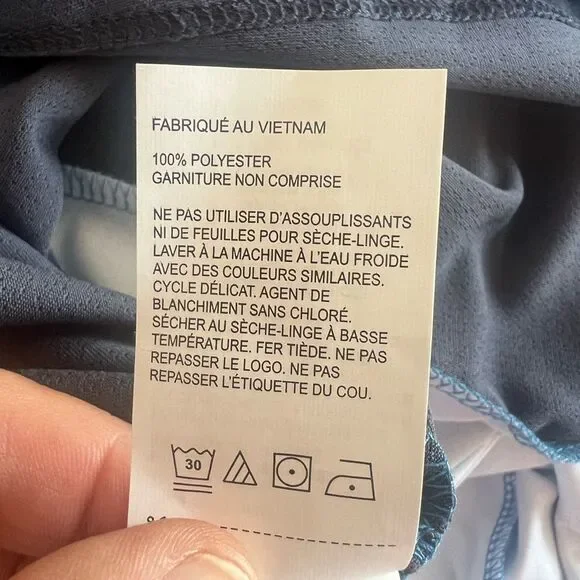 FABRIQUÉ AU VIETNAM
100% POLYESTER
GARNITURE NON COMPRISE
NE PAS UTILISER D'ASSOUPLISSANTS
NI DE FEUILLES POUR SÈCHE-LINGE.
LAVER À LA MACHINE À L'EAU FROIDE
AVEC DES COULEURS SIMILAIRES.
CYCLE DÉLICAT. AGENT DE
BLANCHIMENT SANS CHLORÉ.
SÉCHER AU SÈCHE-LINGE À BASSE
TEMPÉRATURE. FER TIÈDE. NE PAS
REPASSER LE LOGO. NE PAS
REPASSER L'ÉTIQUETTE DU COU.
30